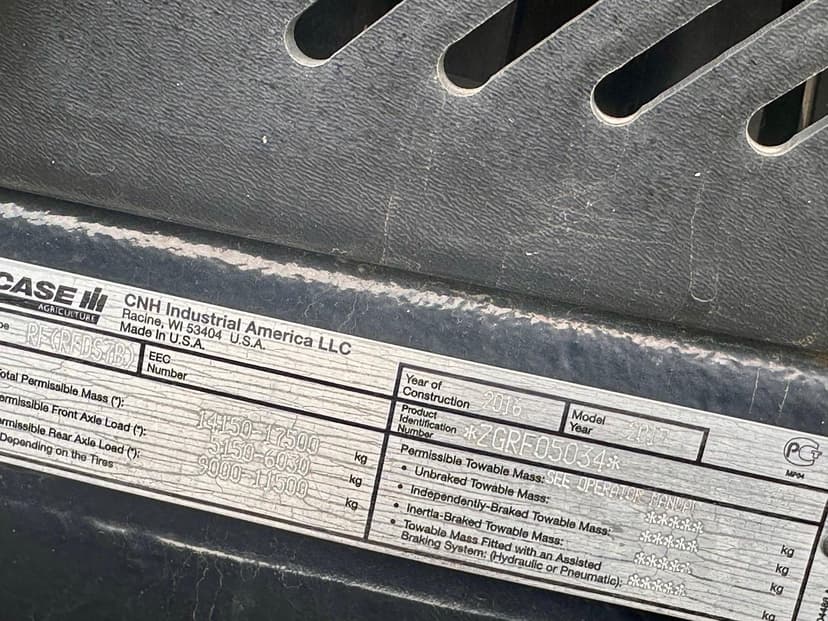 CASE IH
AGRICULTURE
CNH Industrial America LLC
Racine, WI 53404 U.S.A.
Made In U.S.A.
EEC
Number
Year of
Construction 2016
Model
Year 2017
Product
Identification
Number *ZGRF05034*
Total Permissible Mass (*): 14150-17500 kg
Permissible Front Axle Load (*): 5150-6030 kg
Permissible Rear Axle Load (*): 9000-11500 kg
Depending on the Tires
Permissible Towable Mass: SEE OPERATOR MANUAL
• Unbraked Towable Mass: ***** kg
• Independently-Braked Towable Mass: ***** kg
• Inertia-Braked Towable Mass: ***** kg
• Towable Mass Fitted with an Assisted
Braking System: (Hydraulic or Pneumatic): ***** kg